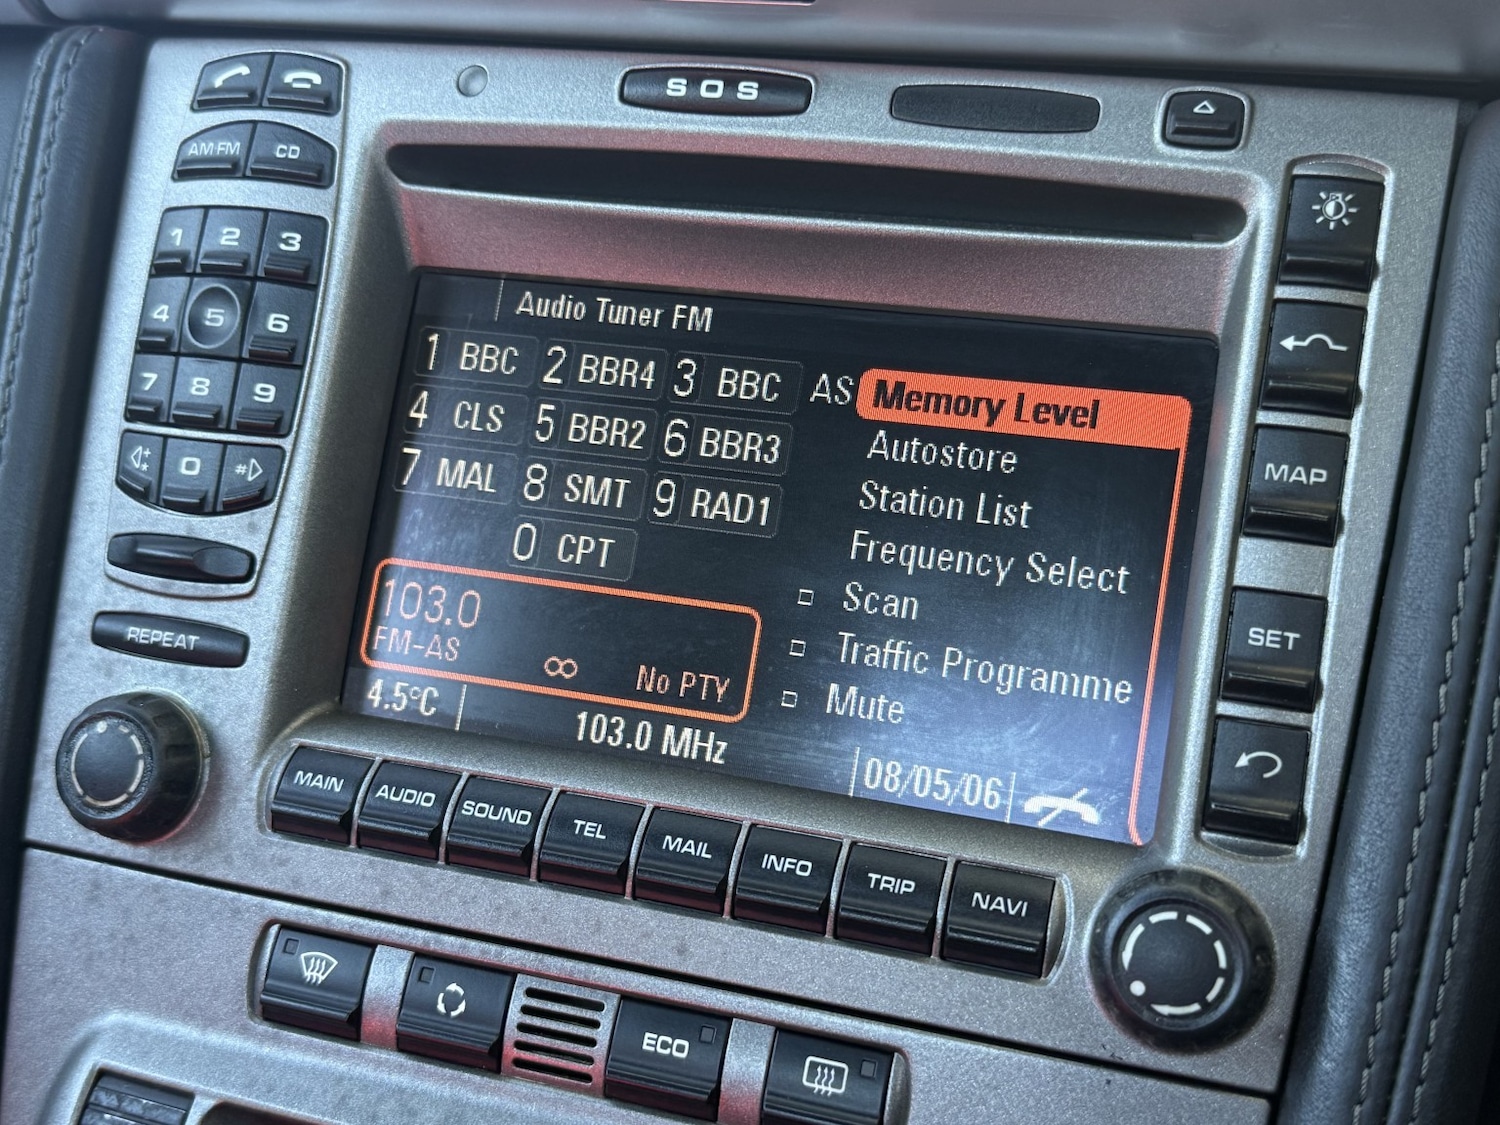 SOS
AM FM CD
1 2 3
4 5 6
7 8 9
* 0 #
REPEAT
Audio Tuner FM
1 BBC 2 BBR4 3 BBC AS
4 CLS 5 BBR2 6 BBR3
7 MAL 8 SMT 9 RAD1
0 CPT
103.0
FM-AS
∞ No PTY
Memory Level
Autostore
Station List
Frequency Select
Scan
Traffic Programme
Mute
4.5°C 103.0 MHz 08/05/06
MAP
SET
MAIN AUDIO SOUND TEL MAIL INFO TRIP NAVI
ECO